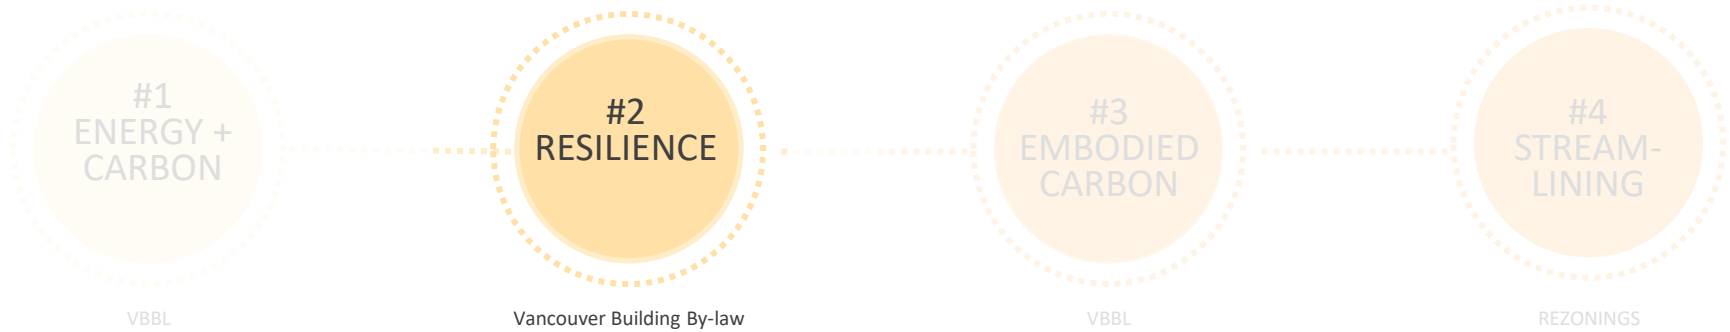 #1
ENERGY +
CARBON
VBBL
#2
RESILIENCE
Vancouver Building By-law
#3
EMBODIED
CARBON
VBBL
#4
STREAM-
LINING
REZONINGS